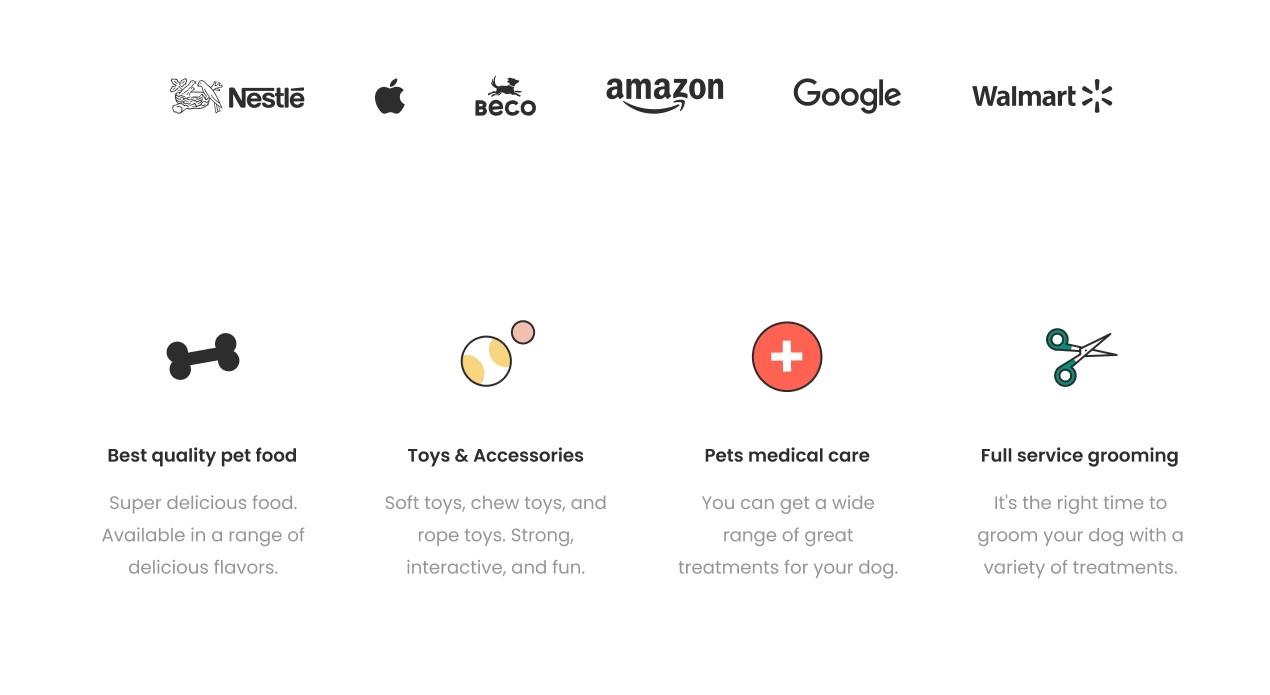 Nestlé
BeCO
amazon
Google
Walmart
Best quality pet food
Super delicious food.
Available in a range of
delicious flavors.
Toys & Accessories
Soft toys, chew toys, and
rope toys. Strong,
interactive, and fun.
Pets medical care
You can get a wide
range of great
treatments for your dog.
Full service grooming
It's the right time to
groom your dog with a
variety of treatments.